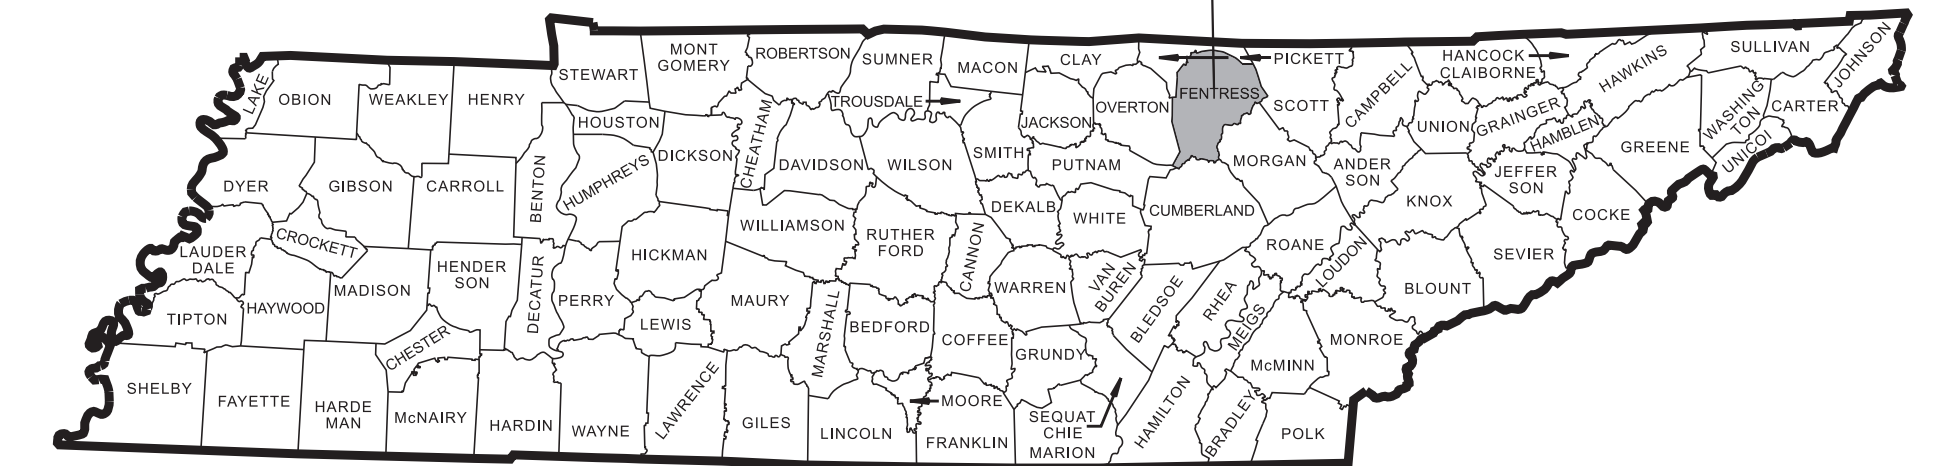 LAKE
OBION
WEAKLEY
HENRY
STEWART
MONT
GOMERY
ROBERTSON
SUMNER
MACON
CLAY
PICKETT
HANCOCK
CLAIBORNE
HAWKINS
SULLIVAN
JOHNSON
HOUSTON
CHEATHAM
TROUSDALE
JACKSON
OVERTON
FENTRESS
SCOTT
CAMPBELL
UNION
GRAINGER
HAMBLEN
GREENE
WASHING
TON
UNICOI
CARTER
DYER
GIBSON
CARROLL
BENTON
HUMPHREYS
DICKSON
DAVIDSON
WILSON
SMITH
PUTNAM
MORGAN
ANDER
SON
KNOX
JEFFER
SON
COCKE
LAUDER
DALE
CROCKETT
MADISON
HENDER
SON
DECATUR
PERRY
HICKMAN
WILLIAMSON
RUTHER
FORD
CANNON
DEKALB
WHITE
CUMBERLAND
ROANE
LOUDON
BLOUNT
SEVIER
TIPTON
HAYWOOD
CHESTER
LEWIS
MAURY
MARSHALL
BEDFORD
COFFEE
WARREN
VAN
BUREN
BLEDSOE
RHEA
MEIGS
McMINN
MONROE
SHELBY
FAYETTE
HARDE
MAN
McNAIRY
HARDIN
WAYNE
LAWRENCE
GILES
LINCOLN
MOORE
FRANKLIN
GRUNDY
SEQUAT
CHIE
MARION
HAMILTON
BRADLEY
POLK